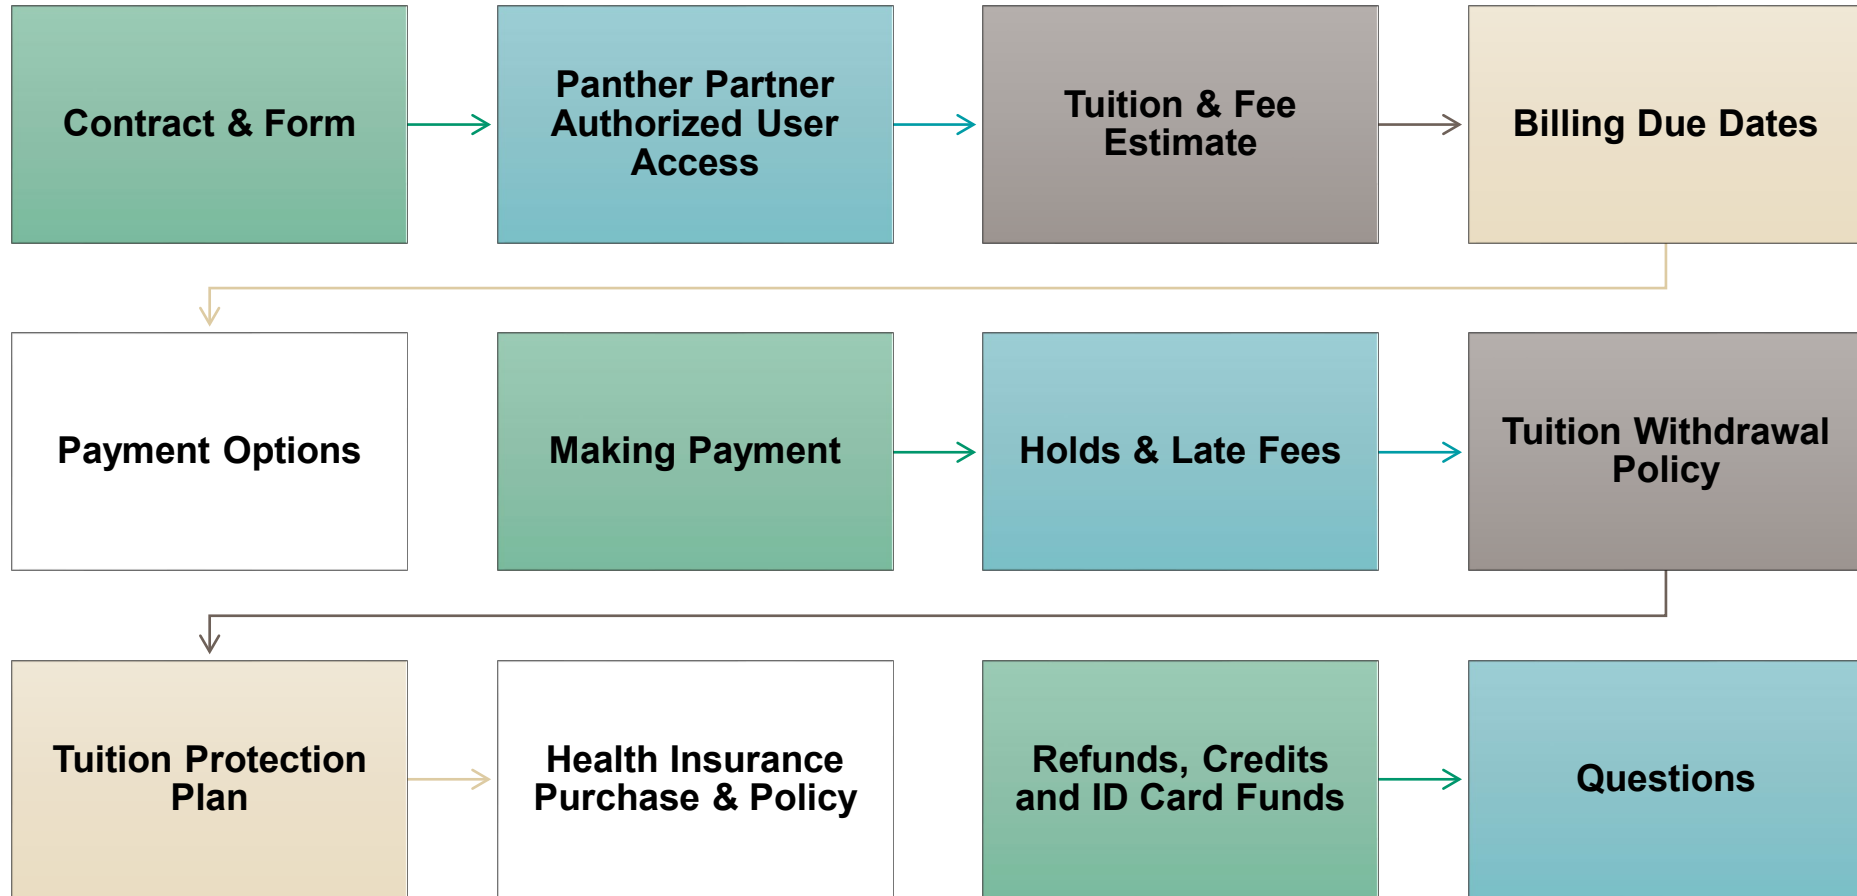 Contract & Form
Panther Partner
Authorized User
Access
Tuition & Fee
Estimate
Billing Due Dates
Payment Options
Making Payment
Holds & Late Fees
Tuition Withdrawal
Policy
Tuition Protection
Plan
Health Insurance
Purchase & Policy
Refunds, Credits
and ID Card Funds
Questions